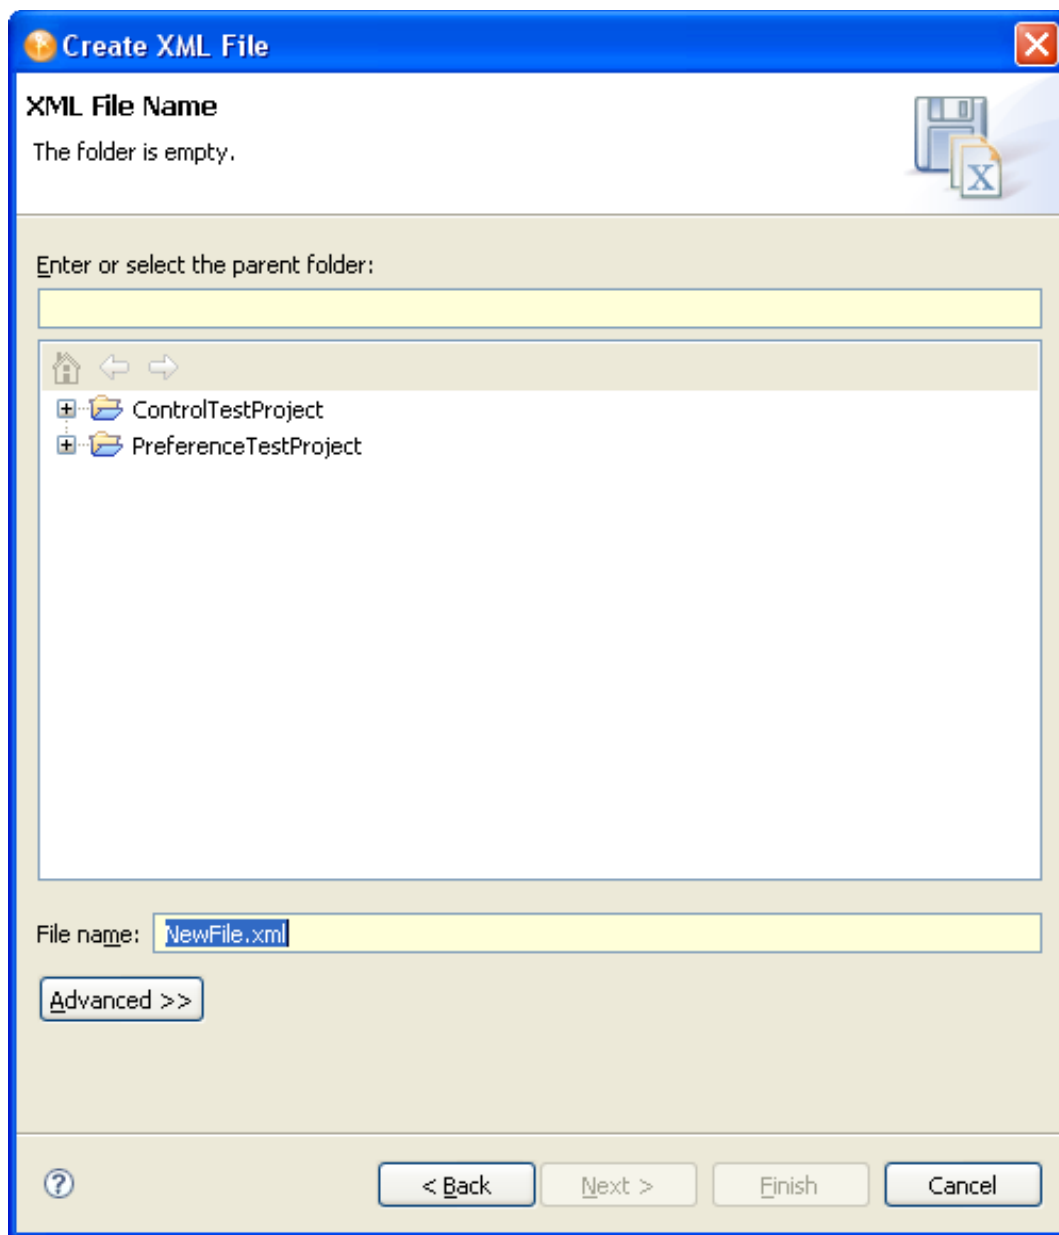 Create XML File
XML File Name
The folder is empty.
X
Enter or select the parent folder:
ControlTestProject
PreferenceTestProject
File name: NewFile.xml
Advanced >>
? < Back Next > Finish Cancel